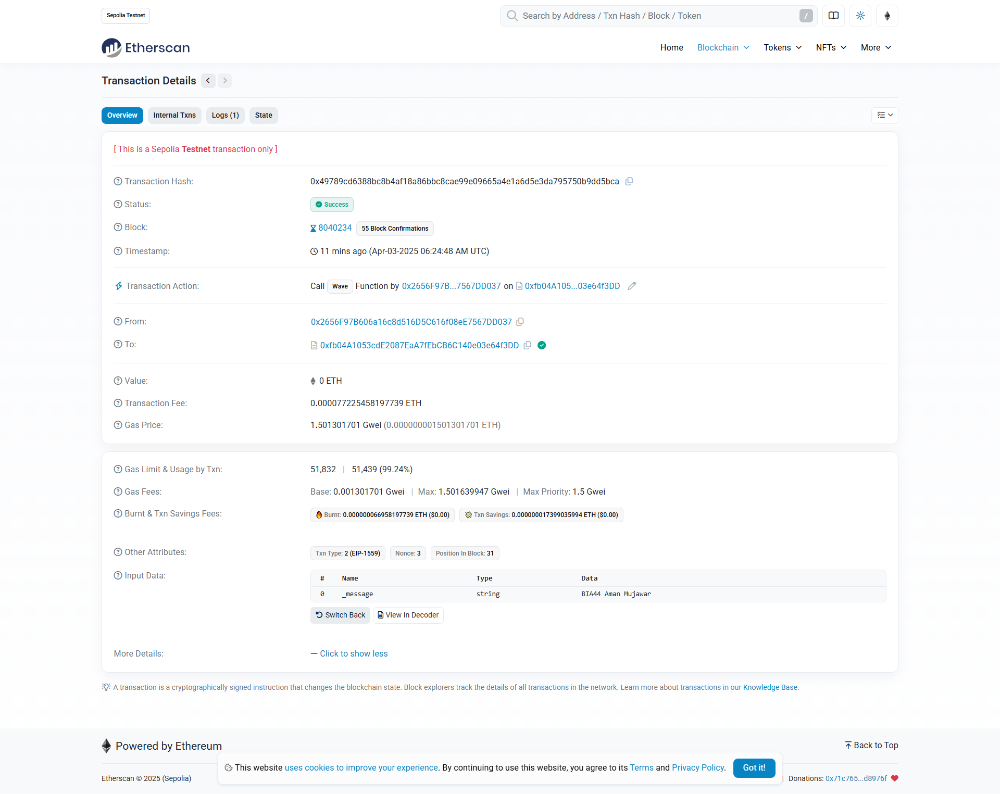 Sepolia Testnet
Search by Address / Txn Hash / Block / Token
/
Etherscan
Home Blockchain Tokens NFTs More
Transaction Details
Overview Internal Txns Logs (1) State
[ This is a Sepolia Testnet transaction only ]
Transaction Hash: 0x49789cd6388bc8b4af18a86bbc8cae99e09665a4e1a6d5e3da795750b9dd5bca
Status: Success
Block: 8040234 55 Block Confirmations
Timestamp: 11 mins ago (Apr-03-2025 06:24:48 AM UTC)
Transaction Action: Call Wave Function by 0x2656F97B...7567DD037 on 0xfb04A105...03e64f3DD
From: 0x2656F97B606a16c8d516D5C616f08eE7567DD037
To: 0xfb04A1053cdE2087EaA7fEbCB6C140e03e64f3DD
Value: 0 ETH
Transaction Fee: 0.000077225458197739 ETH
Gas Price: 1.501301701 Gwei (0.000000001501301701 ETH)
Gas Limit & Usage by Txn: 51,832 | 51,439 (99.24%)
Gas Fees: Base: 0.001301701 Gwei | Max: 1.501639947 Gwei | Max Priority: 1.5 Gwei
Burnt & Txn Savings Fees: Burnt: 0.000000066958197739 ETH ($0.00) Txn Savings: 0.000000017399035994 ETH ($0.00)
Other Attributes: Txn Type: 2 (EIP-1559) Nonce: 3 Position In Block: 31
Input Data:
# Name Type Data
0 _message string BIA44 Aman Mujawar
Switch Back View In Decoder
More Details: Click to show less
A transaction is a cryptographically signed instruction that changes the blockchain state. Block explorers track the details of all transactions in the network. Learn more about transactions in our Knowledge Base.
Powered by Ethereum
Back to Top
This website uses cookies to improve your experience. By continuing to use this website, you agree to its Terms and Privacy Policy. Got it!
Etherscan © 2025 (Sepolia)
| Donations: 0x71c765...d8976f